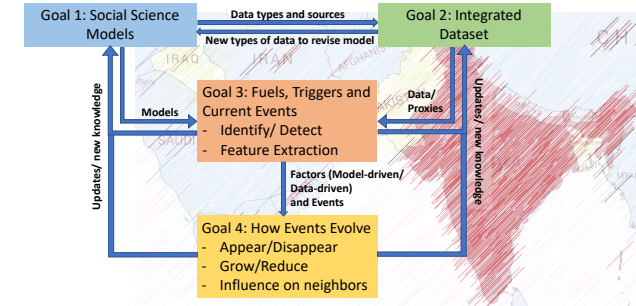 Goal 1: Social Science
Models
Data types and sources
New types of data to revise model
Goal 2: Integrated
Dataset
IRAQ
IRAN
AFGHANISTAN
Models
Goal 3: Fuels, Triggers and
Current Events
- Identify/ Detect
- Feature Extraction
Data/
Proxies
Updates/ new knowledge
Updates/ new knowledge
Factors (Model-driven/
Data-driven)
and Events
Goal 4: How Events Evolve
- Appear/Disappear
- Grow/Reduce
- Influence on neighbors